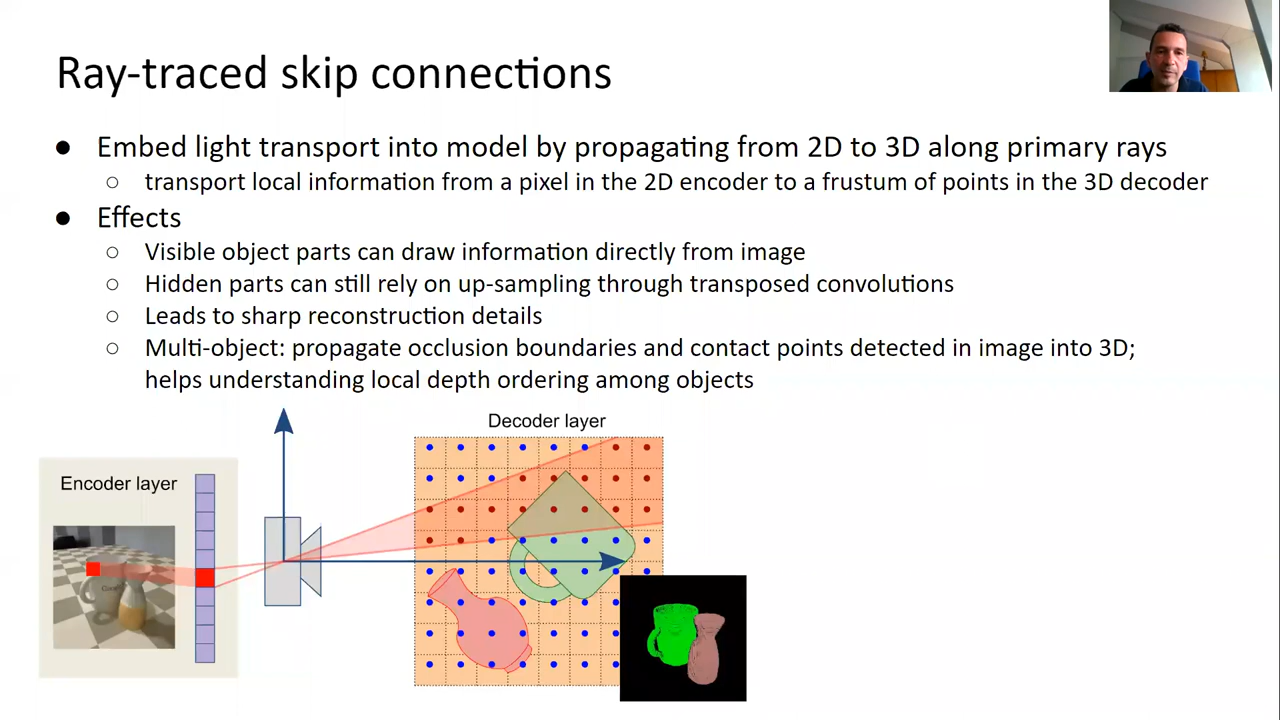 Ray-traced skip connections
● Embed light transport into model by propagating from 2D to 3D along primary rays
○ transport local information from a pixel in the 2D encoder to a frustum of points in the 3D decoder
● Effects
○ Visible object parts can draw information directly from image
○ Hidden parts can still rely on up-sampling through transposed convolutions
○ Leads to sharp reconstruction details
○ Multi-object: propagate occlusion boundaries and contact points detected in image into 3D;
helps understanding local depth ordering among objects
Decoder layer
Encoder layer